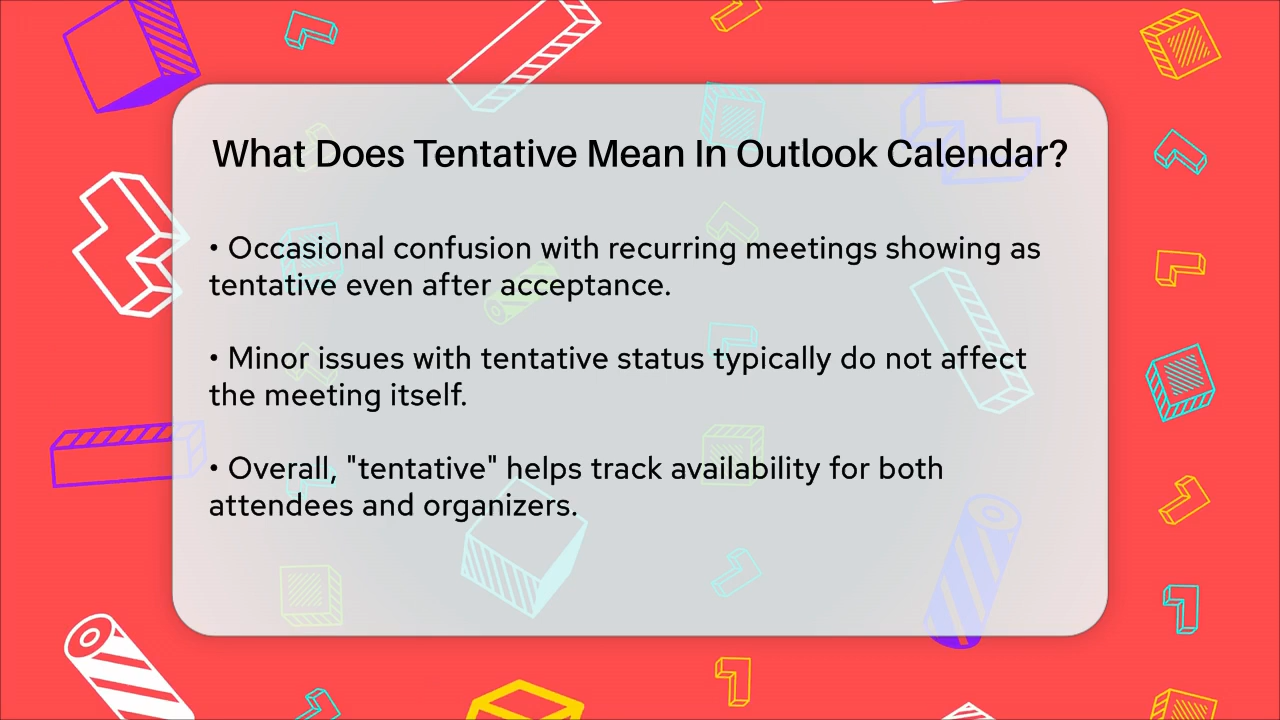 What Does Tentative Mean In Outlook Calendar?
• Occasional confusion with recurring meetings showing as
tentative even after acceptance.
• Minor issues with tentative status typically do not affect
the meeting itself.
• Overall, "tentative" helps track availability for both
attendees and organizers.